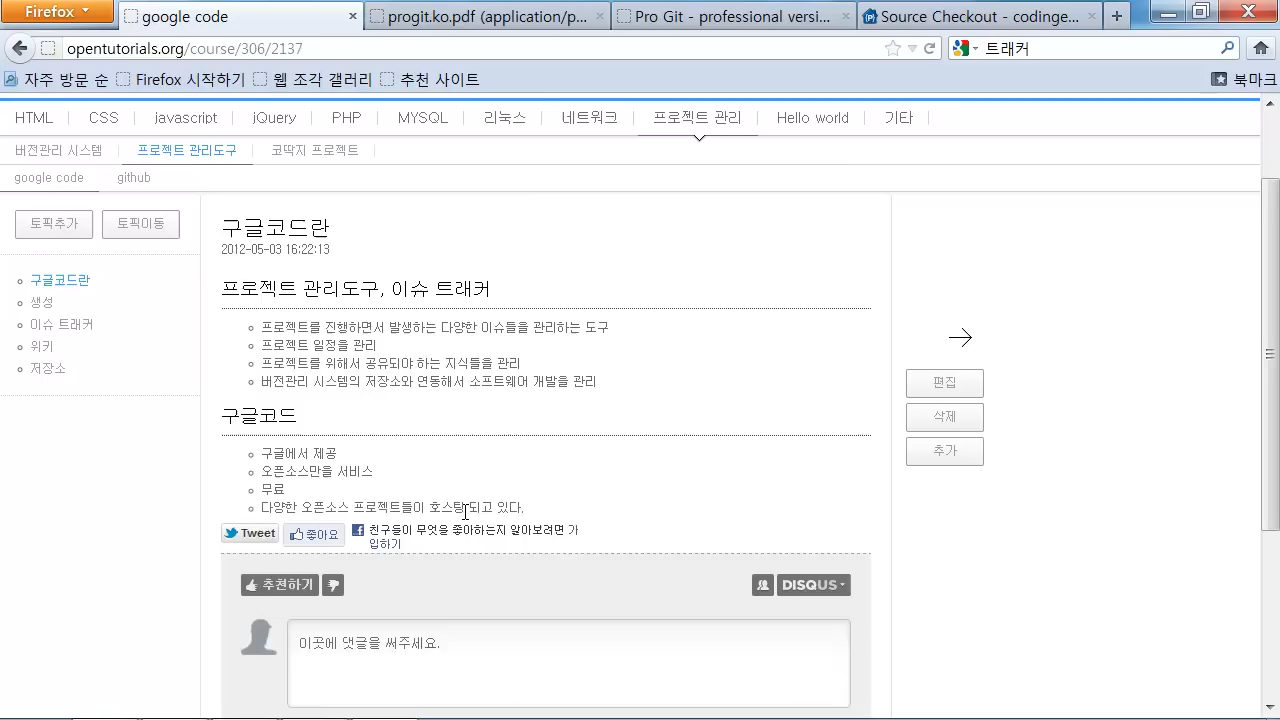 Firefox
google code
progit.ko.pdf (application/p...
Pro Git - professional versi...
Source Checkout - codinge...
opentutorials.org/course/306/2137
트래커
자주 방문 순
Firefox 시작하기
웹 조각 갤러리
추천 사이트
북마크
HTML
CSS
Javascript
jQuery
PHP
MYSQL
리눅스
네트워크
프로젝트 관리
Hello world
기타
버전관리 시스템
프로젝트 관리도구
코딱지 프로젝트
google code
github
토픽추가
토픽이동
구글코드란
생성
이슈 트래커
위키
저장소
구글코드란
2012-05-03 16:22:13
프로젝트 관리도구, 이슈 트래커
프로젝트를 진행하면서 발생하는 다양한 이슈들을 관리하는 도구
프로젝트 일정을 관리
프로젝트를 위해서 공유되야 하는 지식들을 관리
버전관리 시스템의 저장소와 연동해서 소프트웨어 개발을 관리
구글코드
구글에서 제공
오픈소스만을 서비스
무료
다양한 오픈소스 프로젝트들이 호스팅되고 있다.
Tweet
좋아요
친구들이 무엇을 좋아하는지 알아보려면 가
입하기
편집
삭제
추가
추천하기
DISQUS
이곳에 댓글을 써주세요.